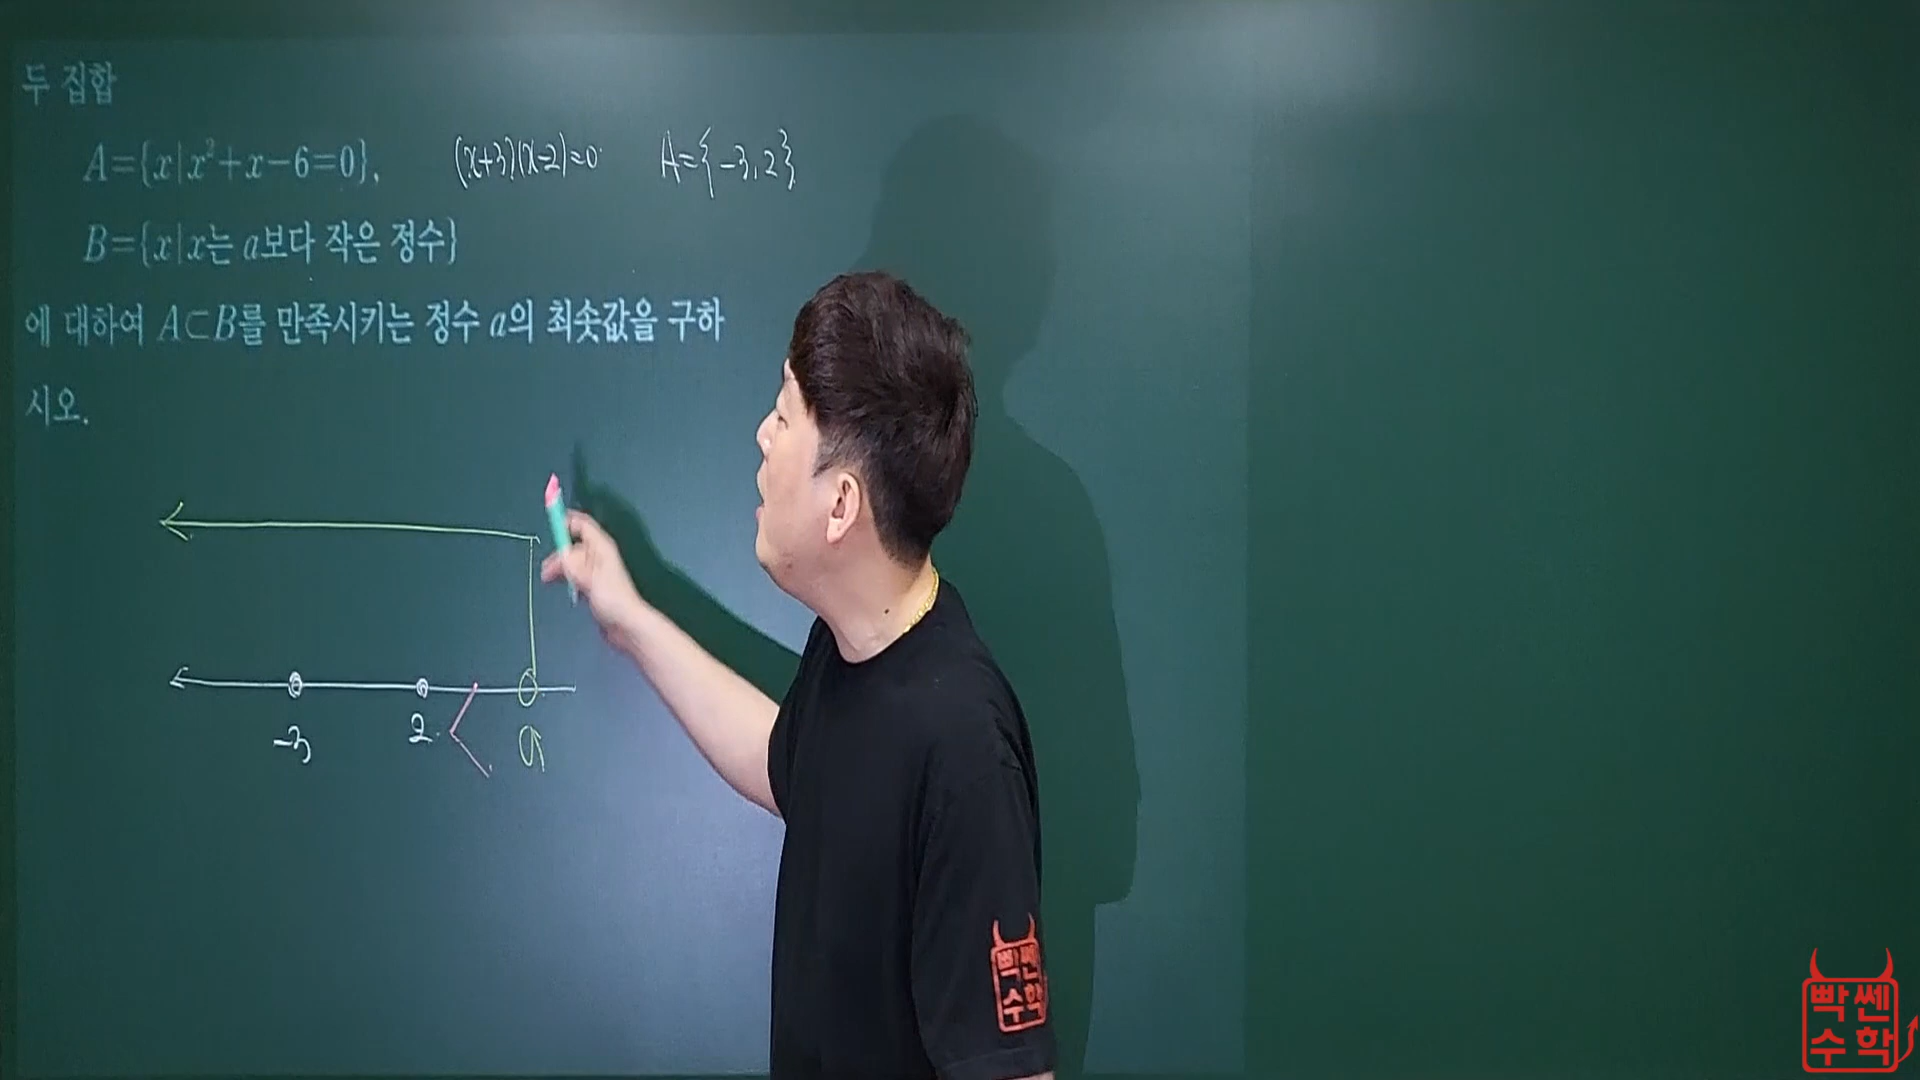 두 집합
A={x|x²+x-6=0}, (x+3)(x-2)=0 A={-3, 2}
B={x|x는 a보다 작은 정수}
에 대하여 A⊂B를 만족시키는 정수 a의 최솟값을 구하
시오.
-3 2 < a
빡쎈
수학
빡쎈
수학